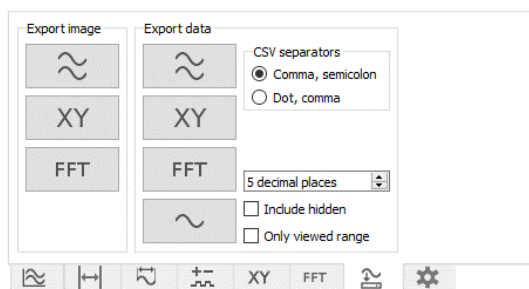 Export image
Export data
CSV separators
Comma, semicolon
Dot, comma
XY
XY
FFT
FFT
5 decimal places
Include hidden
Only viewed range
XY
FFT